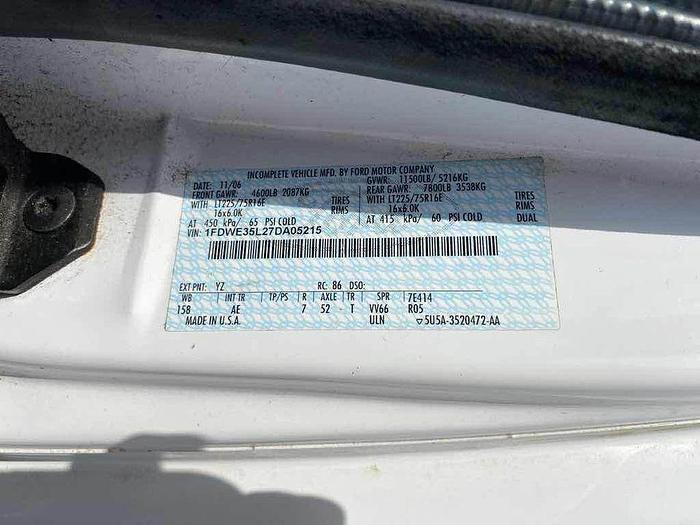 INCOMPLETE VEHICLE MFD. BY FORD MOTOR COMPANY
DATE: 11/06 GVWR: 11500LB/ 5216KG
FRONT GAWR: 4600LB 2087KG REAR GAWR: 7800LB 3538KG
WITH LT225/75R16E TIRES WITH LT225/75R16E TIRES
16x6.0K RIMS 16x6.0K RIMS
AT 450 kPa/ 65 PSI COLD AT 415 kPa/ 60 PSI COLD DUAL
VIN: 1FDWE35L27DA05215
EXT PNT: YZ RC: 86 DSO:
WB INT TR TP/PS R AXLE TR SPR 7E414
158 AE 7 52 - T VV66 R05
MADE IN U.S.A. ULN ▽5U5A-3520472-AA